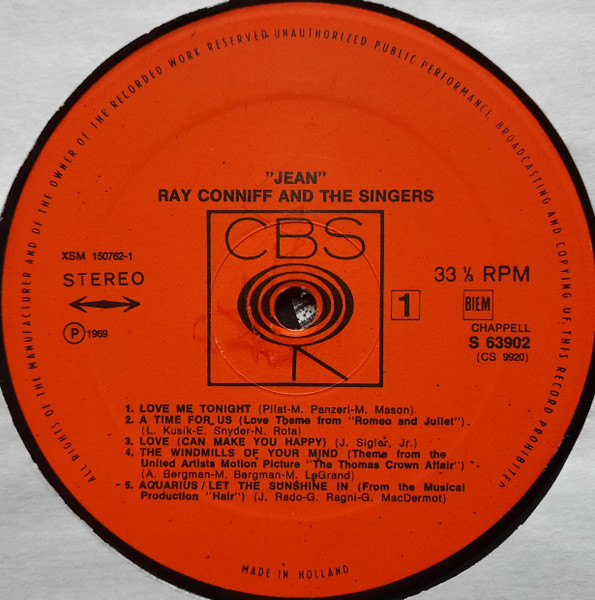 ALL RIGHTS OF THE MANUFACTURER AND OF THE OWNER OF THE RECORDED WORK RESERVED. UNAUTHORIZED PUBLIC PERFORMANCE, BROADCASTING AND COPYING OF THIS RECORD PROHIBITED
"JEAN"
RAY CONNIFF AND THE SINGERS
CBS
XSM 150762-1
STEREO
℗ 1969
33 ⅓ RPM
1
BIEM
CHAPPELL
S 63902
(CS 9920)
1. LOVE ME TONIGHT (Pilat-M. Panzeri-M. Mason)
2. A TIME FOR US (Love Theme from "Romeo and Juliet")
(L. Kusik-E. Snyder-N. Rota)
3. LOVE (CAN MAKE YOU HAPPY) (J. Sigler, Jr.)
4. THE WINDMILLS OF YOUR MIND (Theme from the
United Artists Motion Picture "The Thomas Crown Affair")
(A. Bergman-M. Bergman-M. LeGrand)
5. AQUARIUS/LET THE SUNSHINE IN (From the Musical
Production "Hair") (J. Rado-G. Ragni-G. MacDermot)
MADE IN HOLLAND